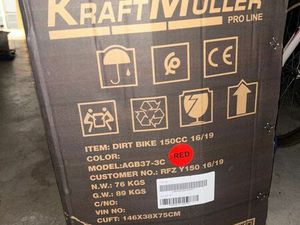 KRAFTMULLER
PRO LINE
ITEM: DIRT BIKE 150CC 16/19
COLOR:
RED
MODEL:AGB37-3C
CUSTOMER NO.: RFZ Y150 16/19
N.W.: 76 KGS
G.W.: 89 KGS
C/NO:
VIN NO:
CUFT: 146X38X75CM